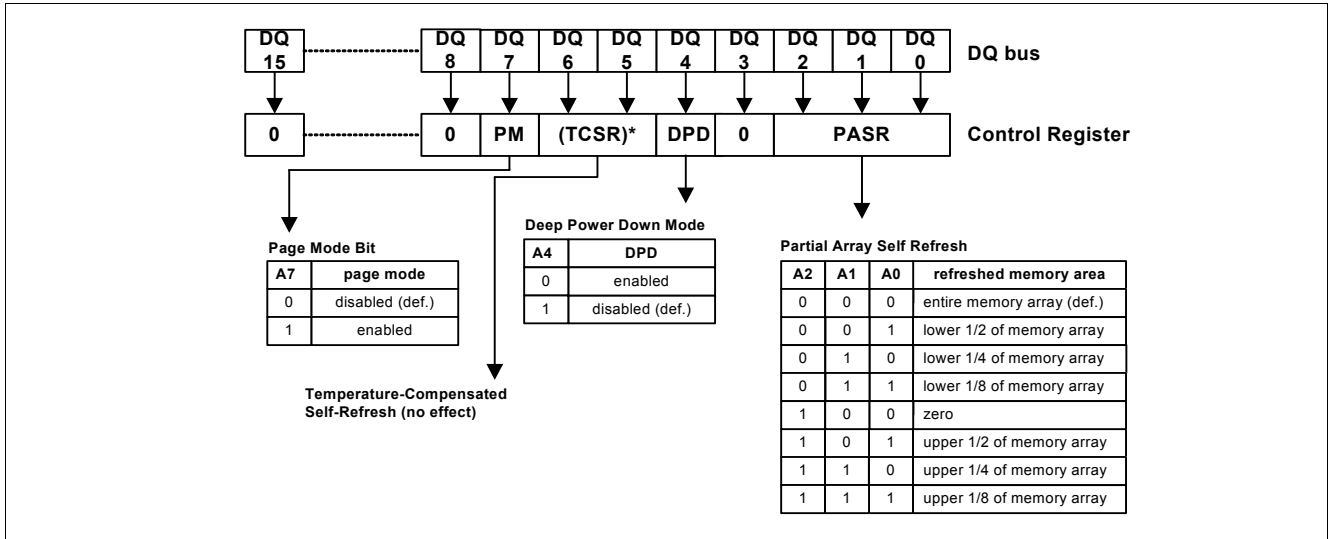 DQ 15 DQ 8 DQ 7 DQ 6 DQ 5 DQ 4 DQ 3 DQ 2 DQ 1 DQ 0 DQ bus
0 0 PM (TCSR)* DPD 0 PASR Control Register
Page Mode Bit
A7 page mode
0 disabled (def.)
1 enabled
Temperature-Compensated
Self-Refresh (no effect)
Deep Power Down Mode
A4 DPD
0 enabled
1 disabled (def.)
Partial Array Self Refresh
A2 A1 A0 refreshed memory area
0 0 0 entire memory array (def.)
0 0 1 lower 1/2 of memory array
0 1 0 lower 1/4 of memory array
0 1 1 lower 1/8 of memory array
1 0 0 zero
1 0 1 upper 1/2 of memory array
1 1 0 upper 1/4 of memory array
1 1 1 upper 1/8 of memory array